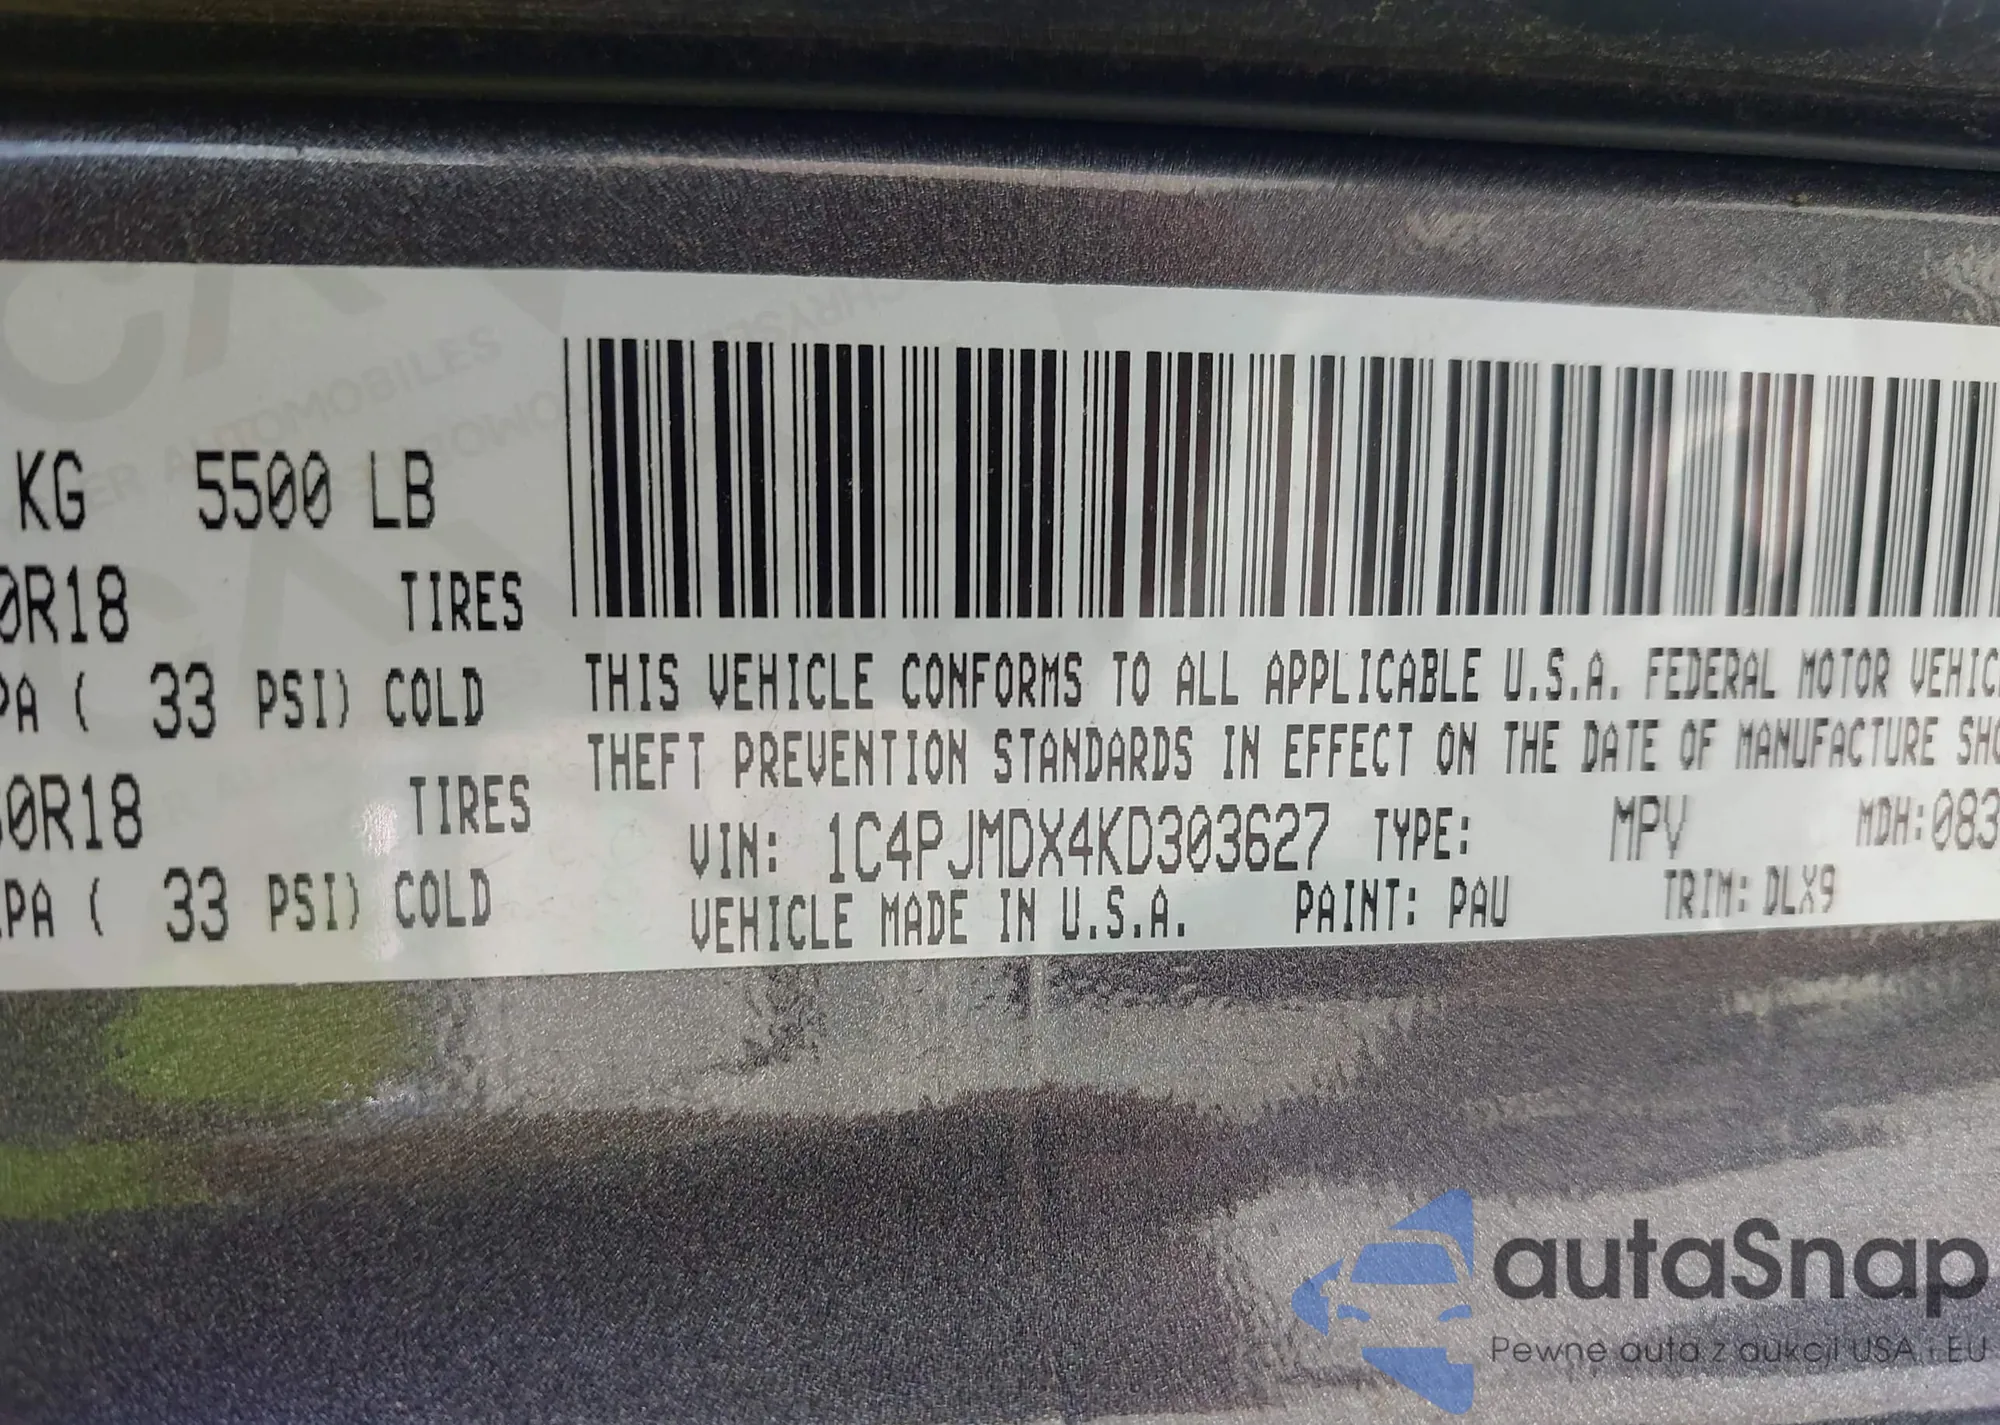 KG 5500 LB
0R18 TIRES
PA ( 33 PSI) COLD
60R18 TIRES
PA ( 33 PSI) COLD
THIS VEHICLE CONFORMS TO ALL APPLICABLE U.S.A. FEDERAL MOTOR VEHIC
THEFT PREVENTION STANDARDS IN EFFECT ON THE DATE OF MANUFACTURE SHO
VIN: 1C4PJMDX4KD303627 TYPE: MPV MDH:083
VEHICLE MADE IN U.S.A. PAINT: PAU TRIM: DLX9
autaSnap
Pewne auta z aukcji USA i EU